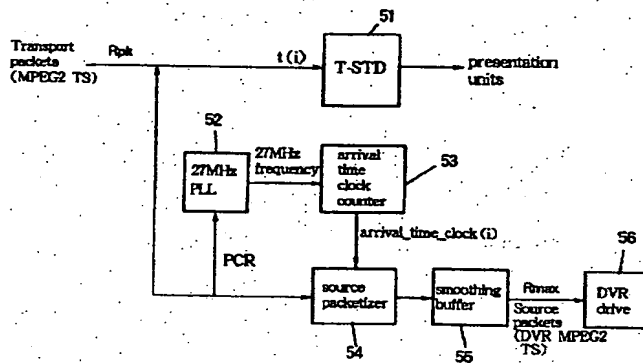 51
Transport
packets
(MPEG2 TS)
Rpk
t(i)
T-STD
presentation
units
52
27MHz
PLL
27MHz
frequency
arrival
time
clock
counter
53
arrival_time_clock(i)
PCR
source
packetizer
54
smoothing
buffer
55
Rmax
Source
packets
(DVR MPEG2
TS)
56
DVR
drive